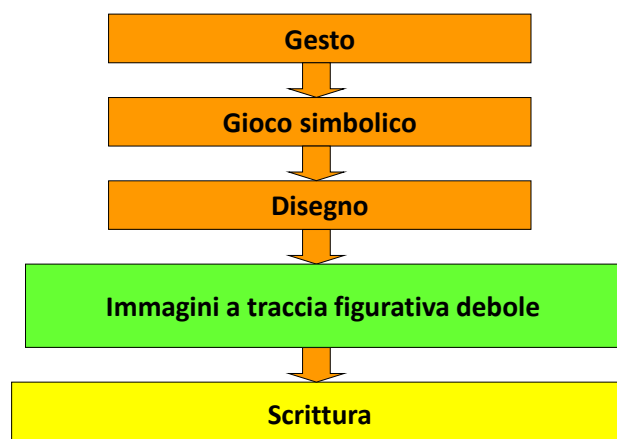 Gesto
Gioco simbolico
Disegno
Immagini a traccia figurativa debole
Scrittura